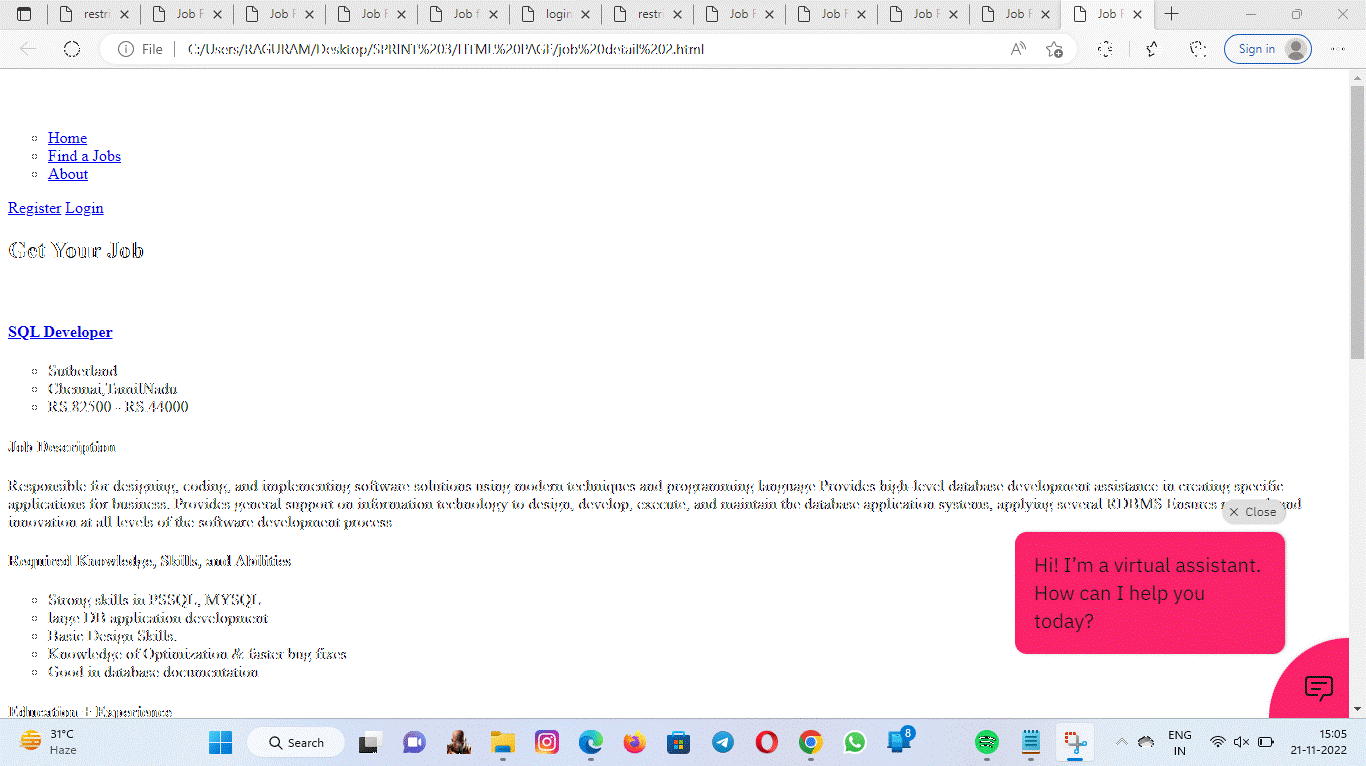 restri
Job F
Job F
Job F
Job f
login
restri
Job F
Job F
Job F
Job F
Job F
File
C:/Users/RAGURAM/Desktop/SPRINT%203/HTML%20PAGE/job%20detail%202.html
Sign in
Home
Find a Jobs
About
Register Login
Get Your Job
SQL Developer
Sutherland
Chennai,TamilNadu
RS.82500 - RS.44000
Job Description
Responsible for designing, coding, and implementing software solutions using modern techniques and programming language Provides high-level database development assistance in creating specific
applications for business. Provides general support on information technology to design, develop, execute, and maintain the database application systems, applying several RDBMS Ensures and
innovation at all levels of the software development process
Close
Required Knowledge, Skills, and Abilities
Hi! I'm a virtual assistant.
How can I help you
today?
Strong skills in PSSQL, MYSQL
large DB application development
Basic Design Skills.
Knowledge of Optimization & faster bug fixes
Good in database documentation
Education + Experience
31°C
Haze
Search
8
ENG
IN
15:05
21-11-2022